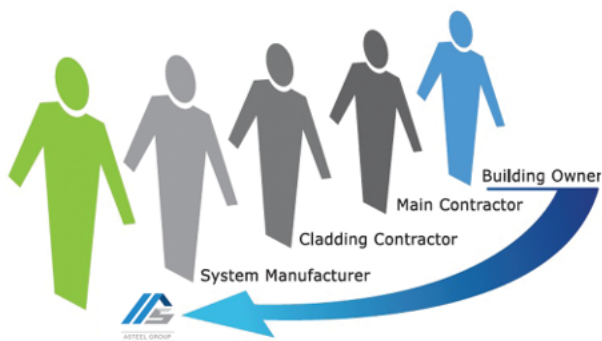 Building Owner
Main Contractor
Cladding Contractor
System Manufacturer
ASTEEL GROUP